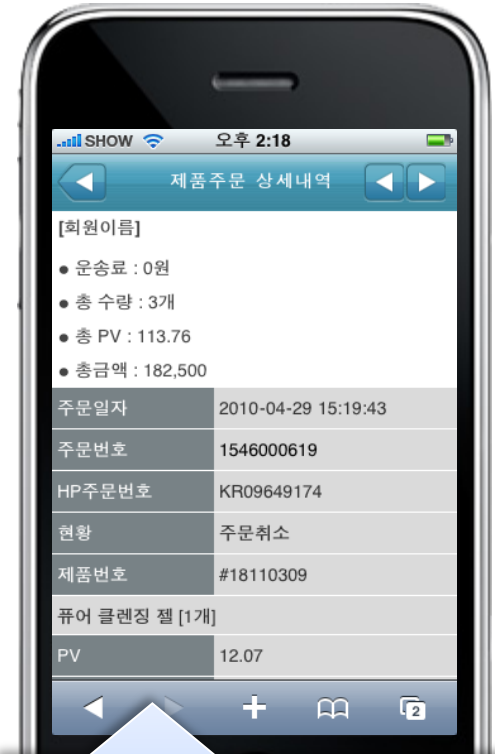 SHOW 오후 2:18
제품주문 상세내역
[회원이름]
● 운송료 : 0원
● 총 수량 : 3개
● 총 PV : 113.76
● 총금액 : 182,500
주문일자 2010-04-29 15:19:43
주문번호 1546000619
HP주문번호 KR09649174
현황 주문취소
제품번호 #18110309
퓨어 클렌징 젤 [1개]
PV 12.07
2